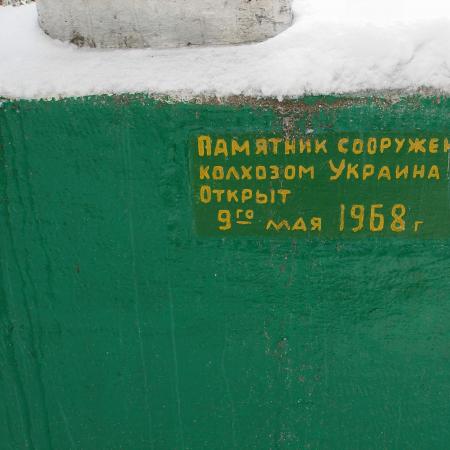 Памятник сооружен
колхозом Украина
Открыт
9го мая 1968 г